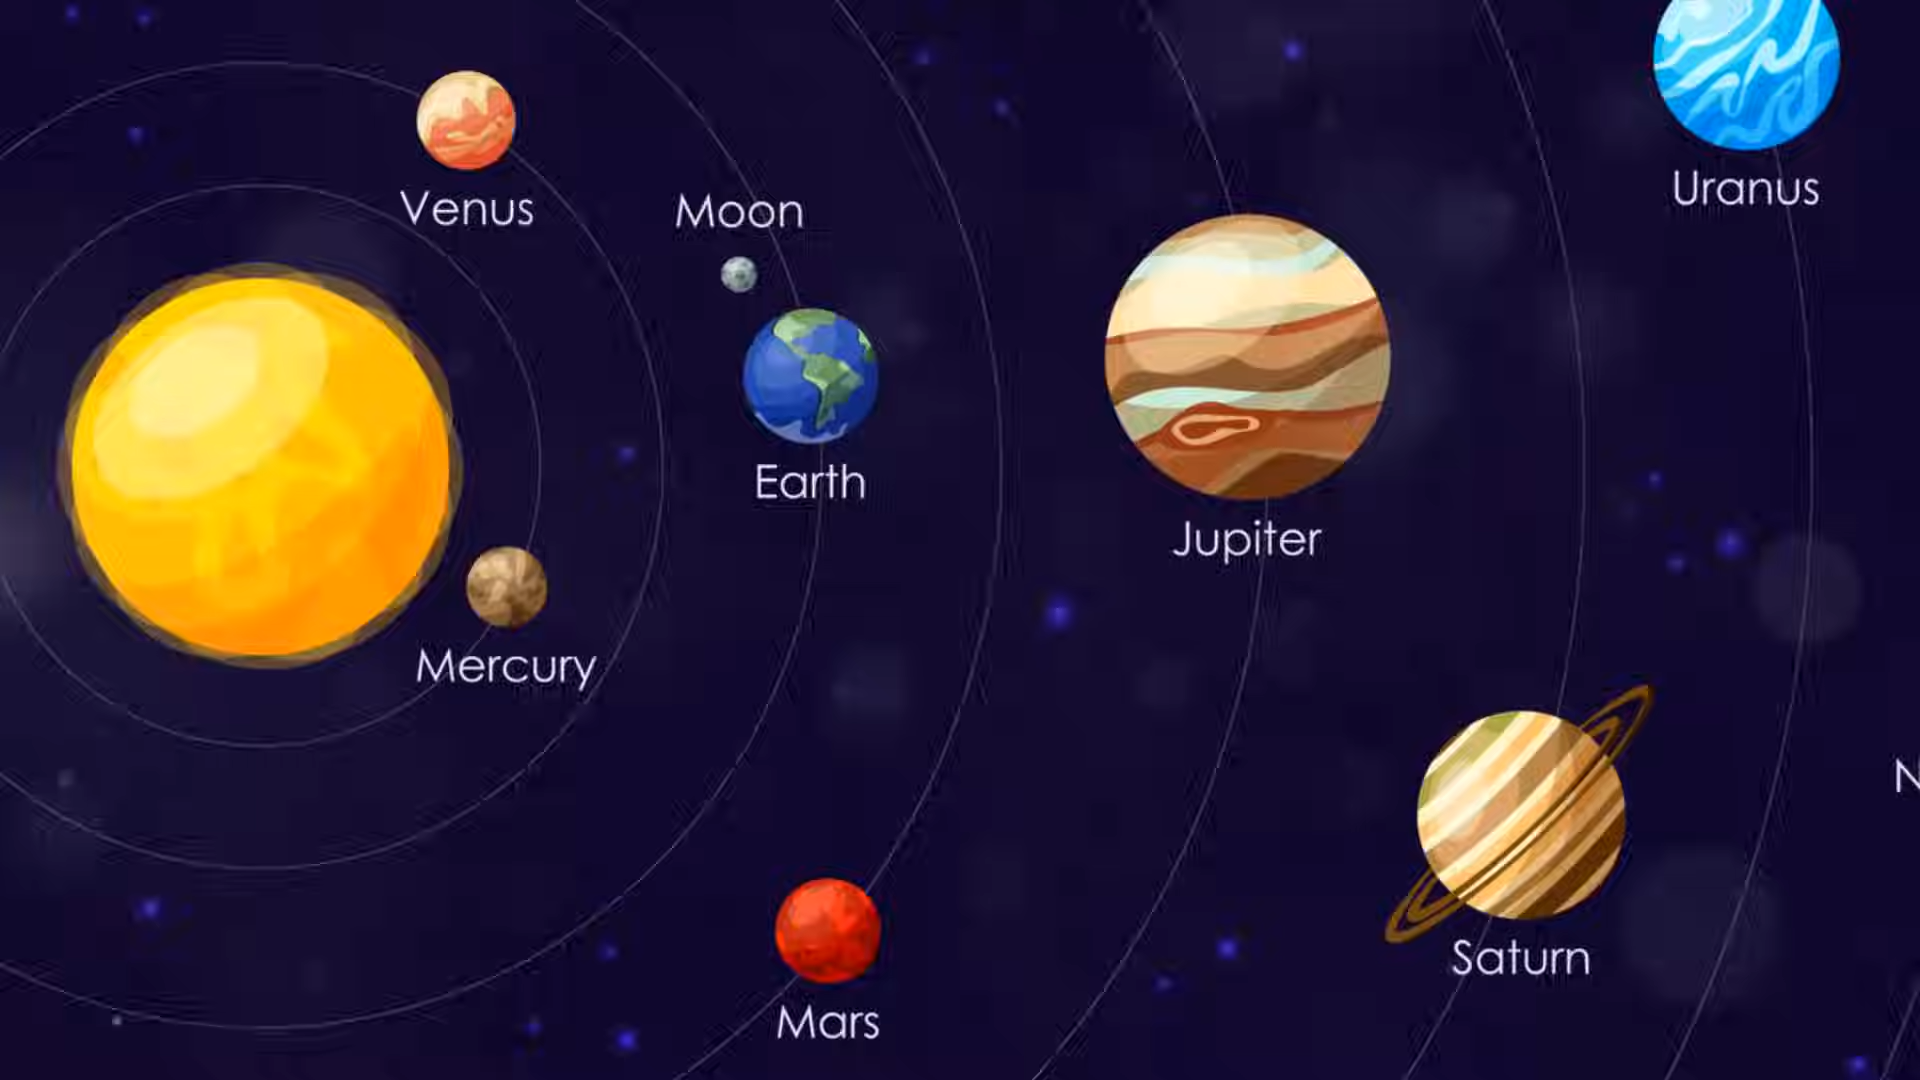 Venus
Moon
Uranus
Earth
Jupiter
Mercury
N
Saturn
Mars